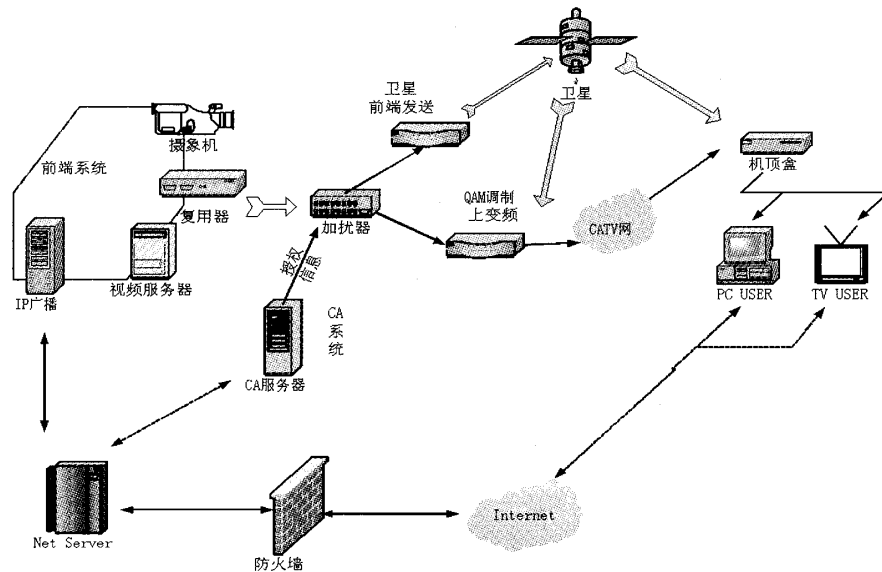 卫星
前端发送
卫星
摄象机
前端系统
复用器
机顶盒
QAM调制
上变频
加扰器
CATV网
授权
信息
IP广播
视频服务器
PC USER
TV USER
CA
系
统
CA服务器
Internet
Net Server
防火墙